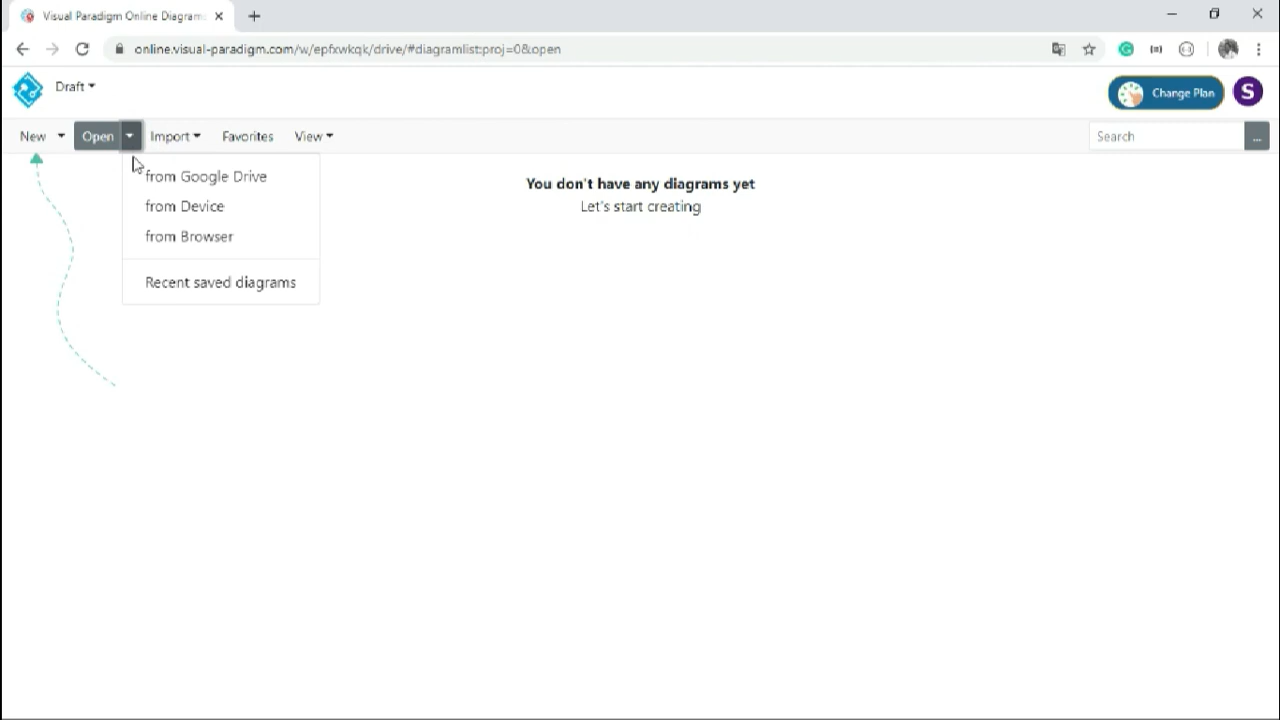 Visual Paradigm Online Diagram
online.visual-paradigm.com/w/epfxwkqk/drive/#diagramlist:proj=0&open
Draft
Change Plan
S
New
Open
Import
Favorites
View
Search
...
from Google Drive
from Device
from Browser
Recent saved diagrams
You don't have any diagrams yet
Let's start creating